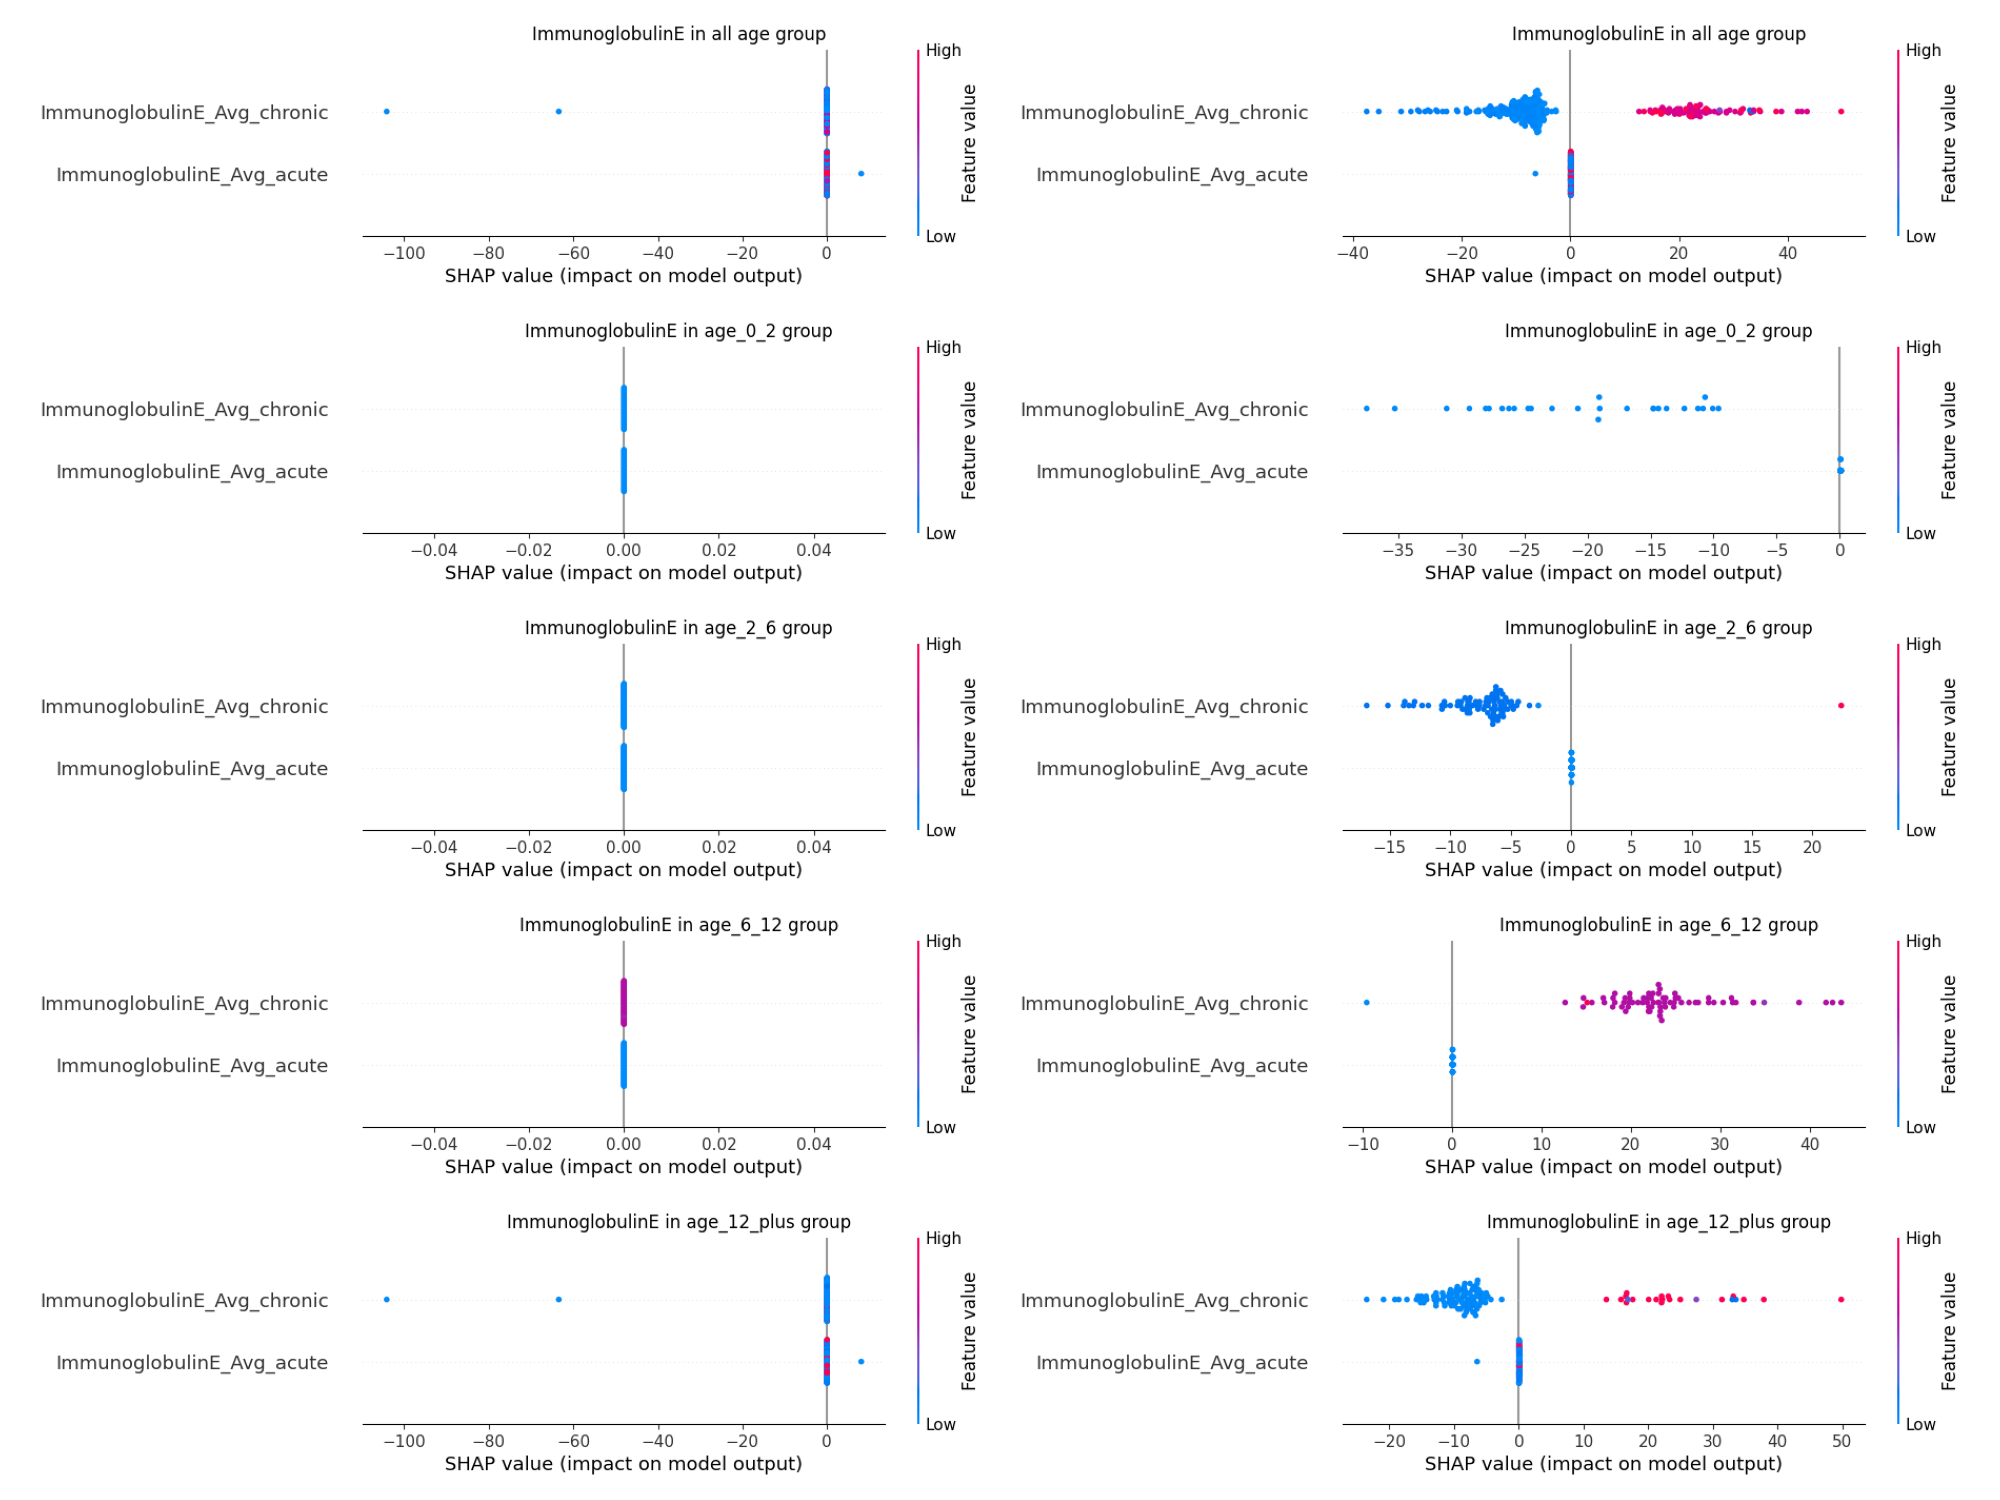 ImmunoglobulinE in all age group
High
ImmunoglobulinE_Avg_chronic
ImmunoglobulinE_Avg_acute
Feature value
Low
−100 −80 −60 −40 −20 0
SHAP value (impact on model output)
ImmunoglobulinE in all age group
High
ImmunoglobulinE_Avg_chronic
ImmunoglobulinE_Avg_acute
Feature value
Low
−40 −20 0 20 40
SHAP value (impact on model output)
ImmunoglobulinE in age_0_2 group
High
ImmunoglobulinE_Avg_chronic
ImmunoglobulinE_Avg_acute
Feature value
Low
−0.04 −0.02 0.00 0.02 0.04
SHAP value (impact on model output)
ImmunoglobulinE in age_0_2 group
High
ImmunoglobulinE_Avg_chronic
ImmunoglobulinE_Avg_acute
Feature value
Low
−35 −30 −25 −20 −15 −10 −5 0
SHAP value (impact on model output)
ImmunoglobulinE in age_2_6 group
High
ImmunoglobulinE_Avg_chronic
ImmunoglobulinE_Avg_acute
Feature value
Low
−0.04 −0.02 0.00 0.02 0.04
SHAP value (impact on model output)
ImmunoglobulinE in age_2_6 group
High
ImmunoglobulinE_Avg_chronic
ImmunoglobulinE_Avg_acute
Feature value
Low
−15 −10 −5 0 5 10 15 20
SHAP value (impact on model output)
ImmunoglobulinE in age_6_12 group
High
ImmunoglobulinE_Avg_chronic
ImmunoglobulinE_Avg_acute
Feature value
Low
−0.04 −0.02 0.00 0.02 0.04
SHAP value (impact on model output)
ImmunoglobulinE in age_6_12 group
High
ImmunoglobulinE_Avg_chronic
ImmunoglobulinE_Avg_acute
Feature value
Low
−10 0 10 20 30 40
SHAP value (impact on model output)
ImmunoglobulinE in age_12_plus group
High
ImmunoglobulinE_Avg_chronic
ImmunoglobulinE_Avg_acute
Feature value
Low
−100 −80 −60 −40 −20 0
SHAP value (impact on model output)
ImmunoglobulinE in age_12_plus group
High
ImmunoglobulinE_Avg_chronic
ImmunoglobulinE_Avg_acute
Feature value
Low
−20 −10 0 10 20 30 40 50
SHAP value (impact on model output)